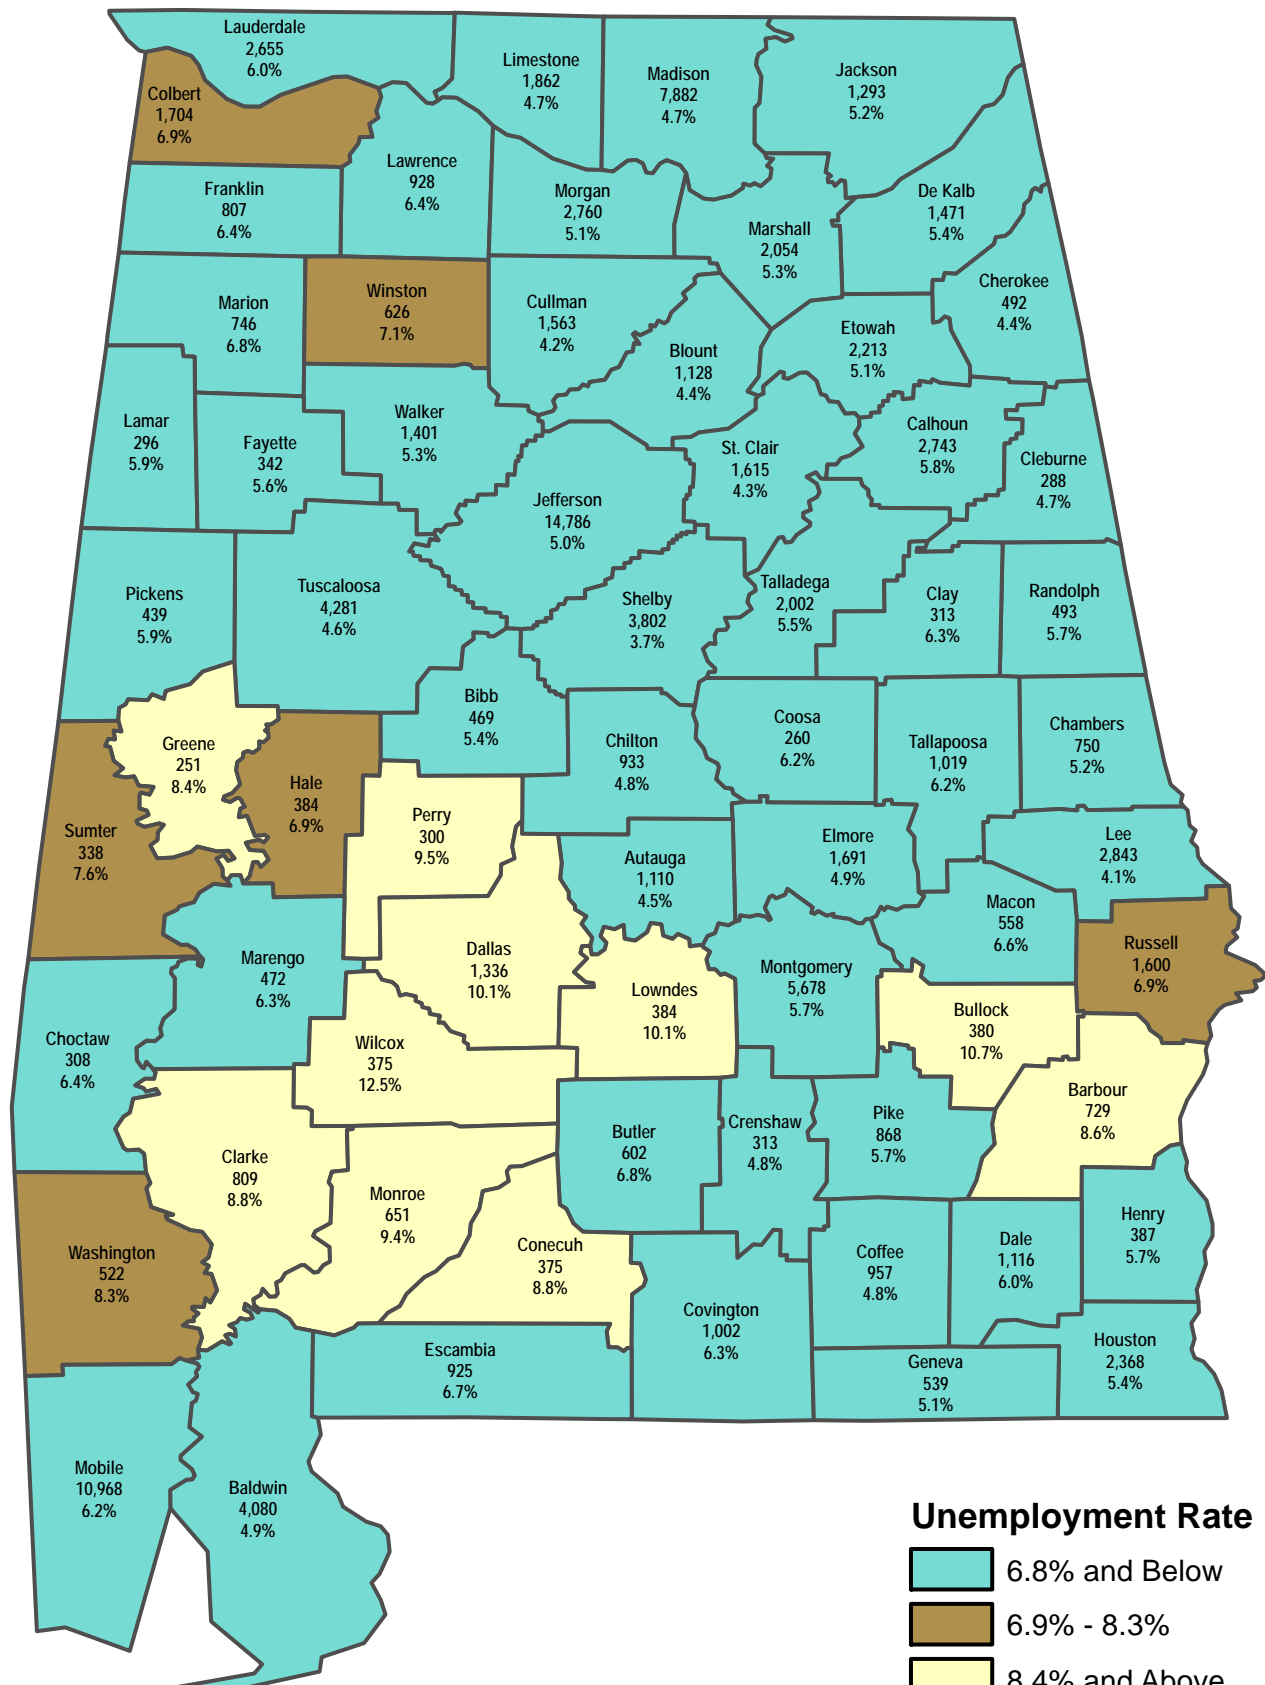 Lauderdale
2,655
6.0%
Limestone
1,862
4.7%
Madison
7,882
4.7%
Jackson
1,293
5.2%
Colbert
1,704
6.9%
Lawrence
928
6.4%
Franklin
807
6.4%
Morgan
2,760
5.1%
De Kalb
1,471
5.4%
Marshall
2,054
5.3%
Cherokee
492
4.4%
Marion
746
6.8%
Winston
626
7.1%
Cullman
1,563
4.2%
Etowah
2,213
5.1%
Blount
1,128
4.4%
Lamar
296
5.9%
Fayette
342
5.6%
Walker
1,401
5.3%
St. Clair
1,615
4.3%
Calhoun
2,743
5.8%
Cleburne
288
4.7%
Jefferson
14,786
5.0%
Pickens
439
5.9%
Tuscaloosa
4,281
4.6%
Shelby
3,802
3.7%
Talladega
2,002
5.5%
Clay
313
6.3%
Randolph
493
5.7%
Bibb
469
5.4%
Greene
251
8.4%
Hale
384
6.9%
Chilton
933
4.8%
Coosa
260
6.2%
Tallapoosa
1,019
6.2%
Chambers
750
5.2%
Sumter
338
7.6%
Perry
300
9.5%
Autauga
1,110
4.5%
Elmore
1,691
4.9%
Lee
2,843
4.1%
Macon
558
6.6%
Russell
1,600
6.9%
Marengo
472
6.3%
Dallas
1,336
10.1%
Lowndes
384
10.1%
Montgomery
5,678
5.7%
Bullock
380
10.7%
Choctaw
308
6.4%
Wilcox
375
12.5%
Barbour
729
8.6%
Butler
602
6.8%
Crenshaw
313
4.8%
Pike
868
5.7%
Clarke
809
8.8%
Monroe
651
9.4%
Conecuh
375
8.8%
Henry
387
5.7%
Washington
522
8.3%
Coffee
957
4.8%
Dale
1,116
6.0%
Covington
1,002
6.3%
Escambia
925
6.7%
Geneva
539
5.1%
Houston
2,368
5.4%
Mobile
10,968
6.2%
Baldwin
4,080
4.9%
Unemployment Rate
6.8% and Below
6.9% - 8.3%
8.4% and Above